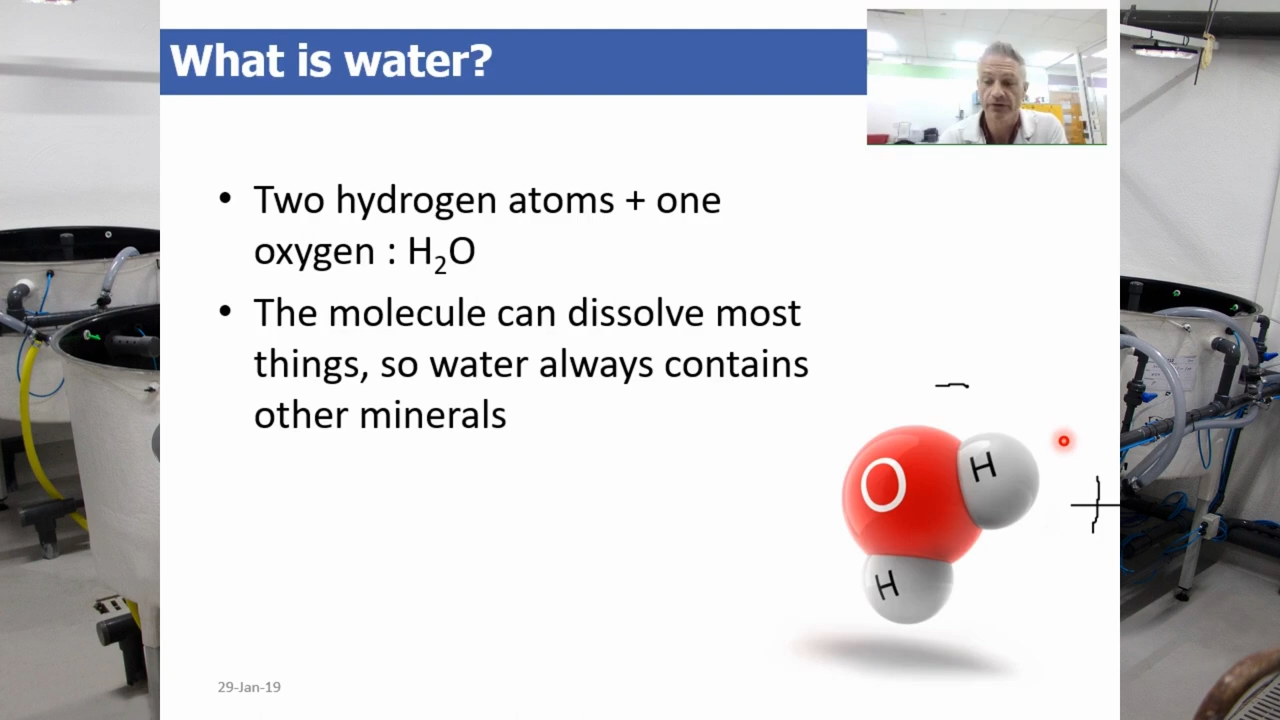 What is water?
• Two hydrogen atoms + one
oxygen : H₂O
• The molecule can dissolve most
things, so water always contains
other minerals
−
O
H
+
H
29-Jan-19